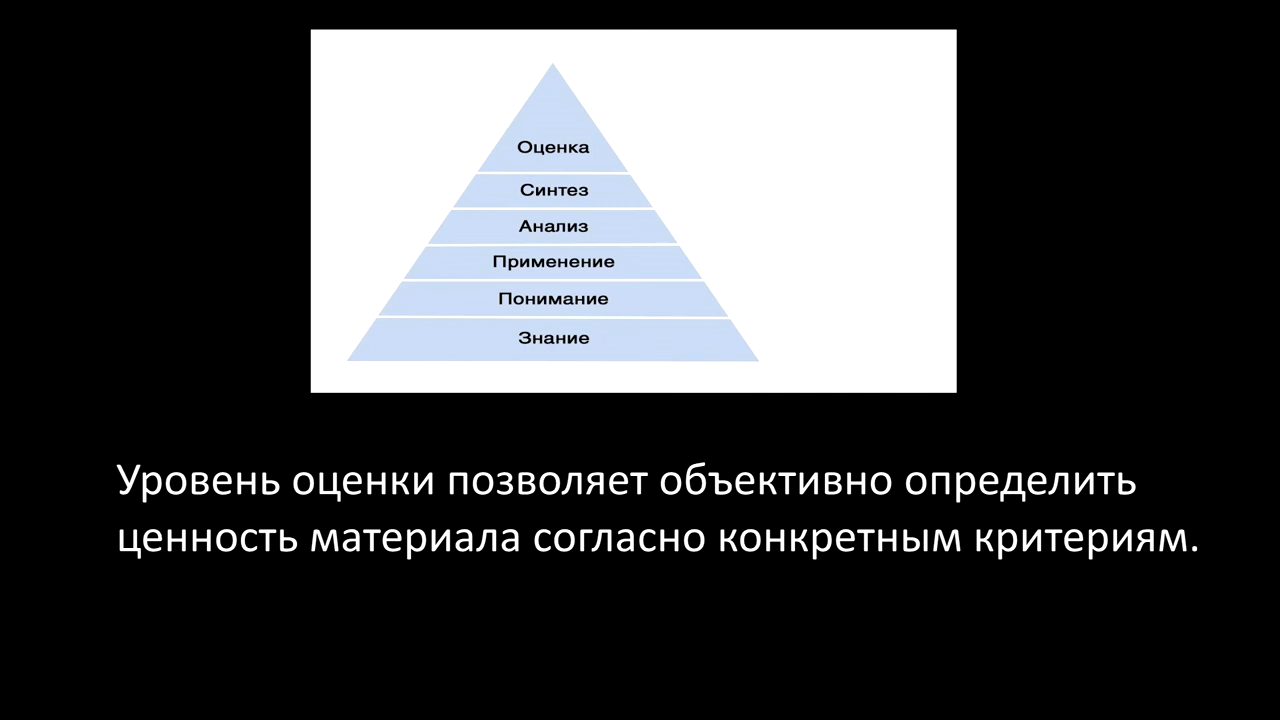 Оценка
Синтез
Анализ
Применение
Понимание
Знание
Уровень оценки позволяет объективно определить
ценность материала согласно конкретным критериям.